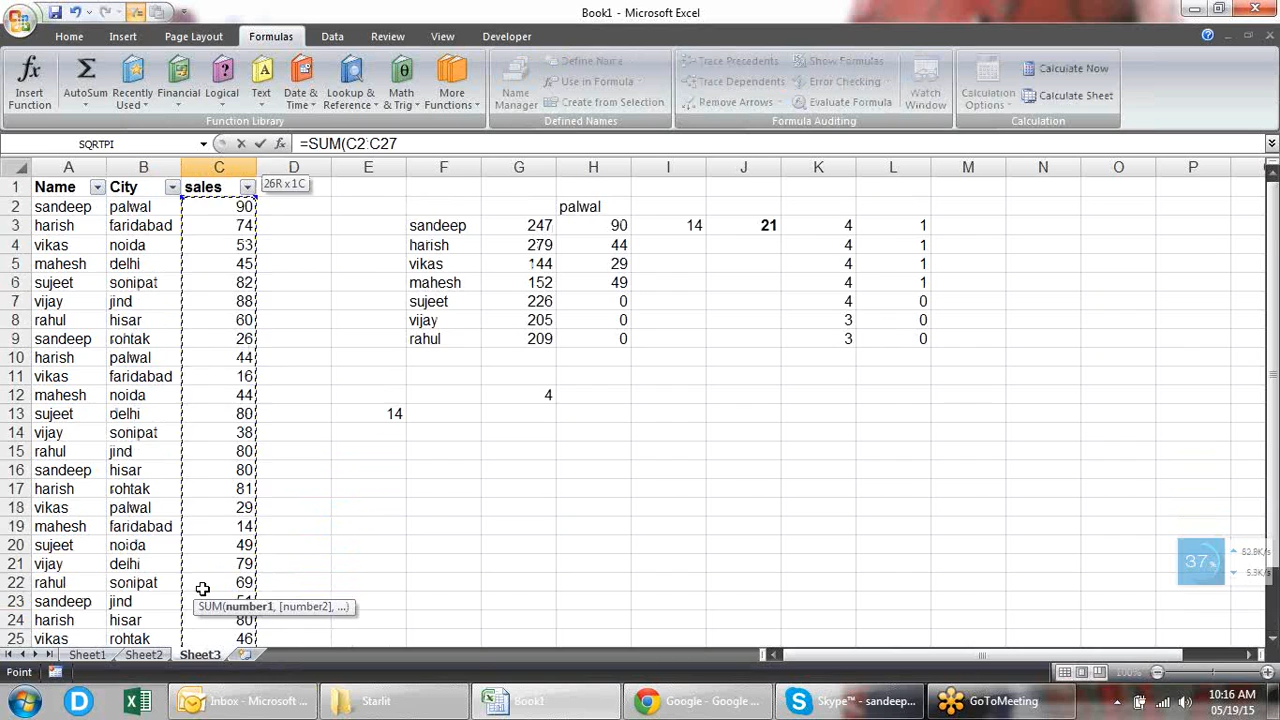 Book1 - Microsoft Excel
Home Insert Page Layout Formulas Data Review View Developer
Insert Function
AutoSum
Recently Used
Financial
Logical
Text
Date & Time
Lookup & Reference
Math & Trig
More Functions
Function Library
Name Manager
Define Name
Use in Formula
Create from Selection
Defined Names
Trace Precedents
Trace Dependents
Remove Arrows
Show Formulas
Error Checking
Evaluate Formula
Formula Auditing
Watch Window
Calculation Options
Calculate Now
Calculate Sheet
Calculation
SQRTPI =SUM(C2:C27
A B C D E F G H I J K L M N O P
1 Name City sales 26R x 1C
2 sandeep palwal 90 palwal
3 harish faridabad 74 sandeep 247 90 14 21 4 1
4 vikas noida 53 harish 279 44 4 1
5 mahesh delhi 45 vikas 144 29 4 1
6 sujeet sonipat 82 mahesh 152 49 4 1
7 vijay jind 88 sujeet 226 0 4 0
8 rahul hisar 60 vijay 205 0 3 0
9 sandeep rohtak 26 rahul 209 0 3 0
10 harish palwal 44
11 vikas faridabad 16
12 mahesh noida 44 4
13 sujeet delhi 80 14
14 vijay sonipat 38
15 rahul jind 80
16 sandeep hisar 80
17 harish rohtak 81
18 vikas palwal 29
19 mahesh faridabad 14
20 sujeet noida 49
21 vijay delhi 79
37%
52.9K/s
5.3K/s
22 rahul sonipat 69
23 sandeep jind
SUM(number1, [number2], ...)
24 harish hisar 80
25 vikas rohtak 46
Sheet1 Sheet2 Sheet3
Point 100%
Inbox - Microsoft ... Starlit Book1 Google - Google ... Skype™ - sandeep... GoToMeeting
10:16 AM
05/19/15